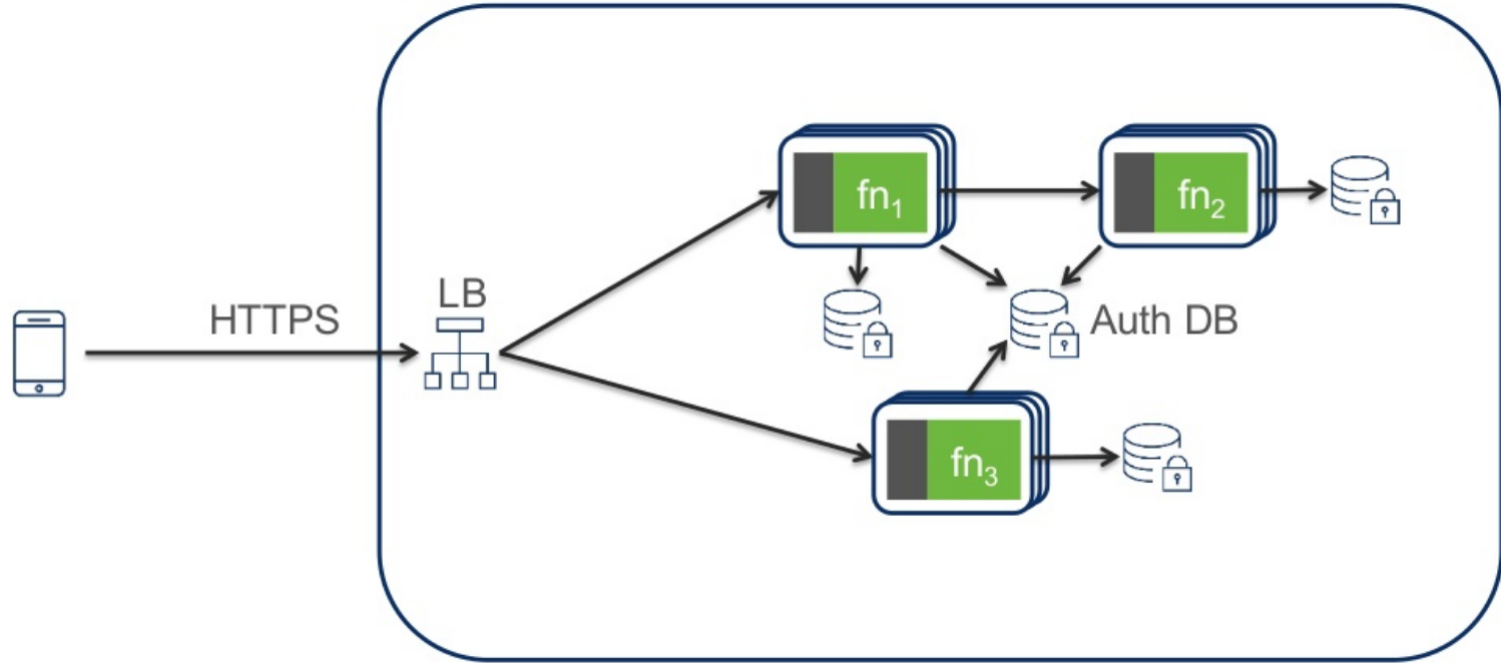 HTTPS
LB
fn₁
fn₂
Auth DB
fn₃